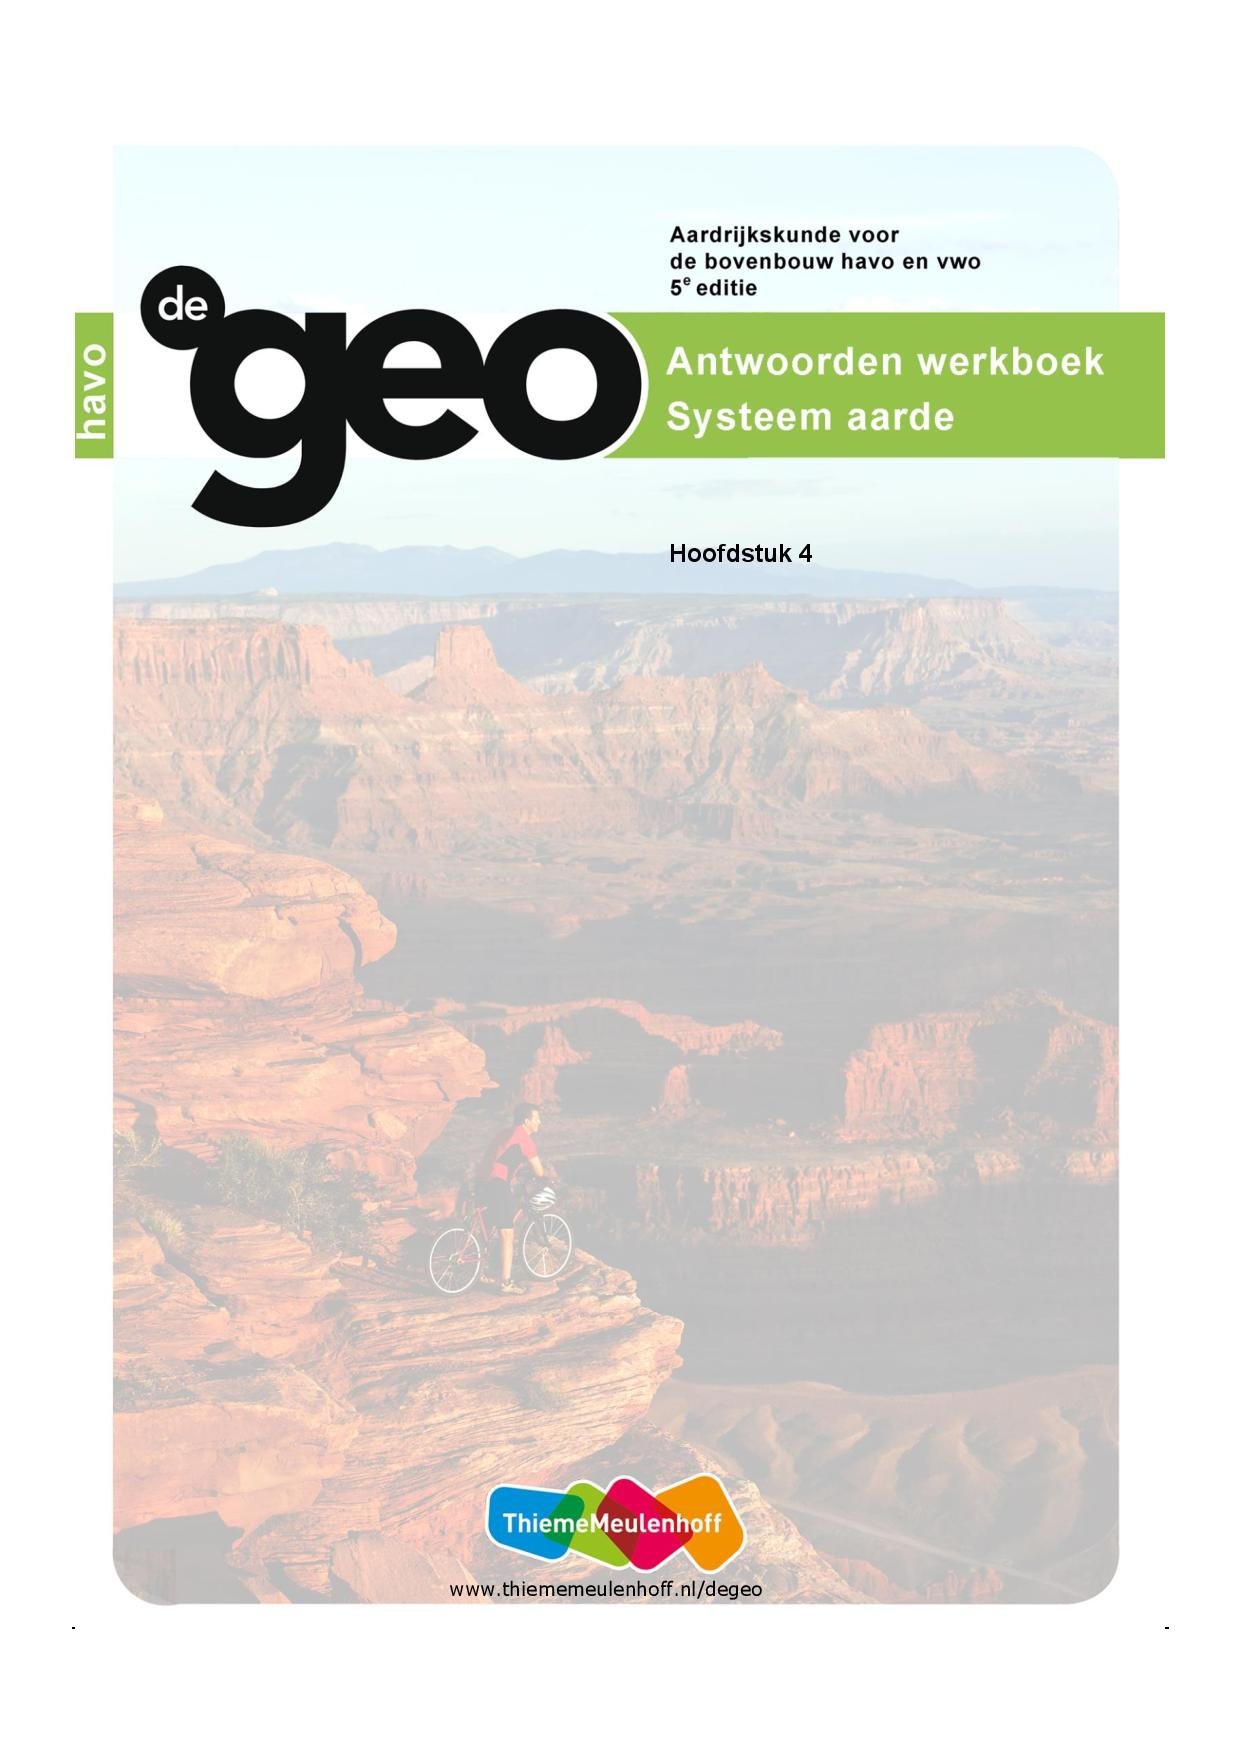 Aardrijkskunde voor
de bovenbouw havo en vwo
5e editie
de
geo
havo
Antwoorden werkboek
Systeem aarde
Hoofdstuk 4
ThiemeMeulenhoff
www.thiememeulenhoff.nl/degeo